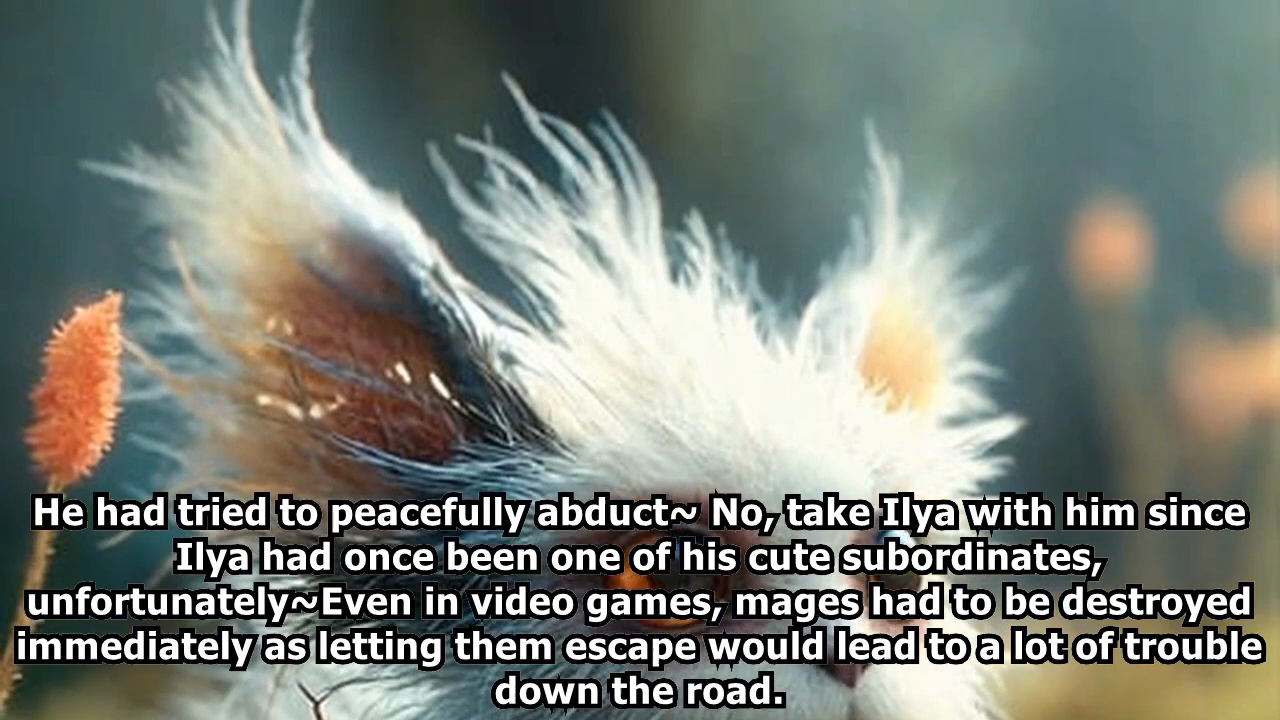 He had tried to peacefully abduct~ No, take Ilya with him since
Ilya had once been one of his cute subordinates,
unfortunately~Even in video games, mages had to be destroyed
immediately as letting them escape would lead to a lot of trouble
down the road.